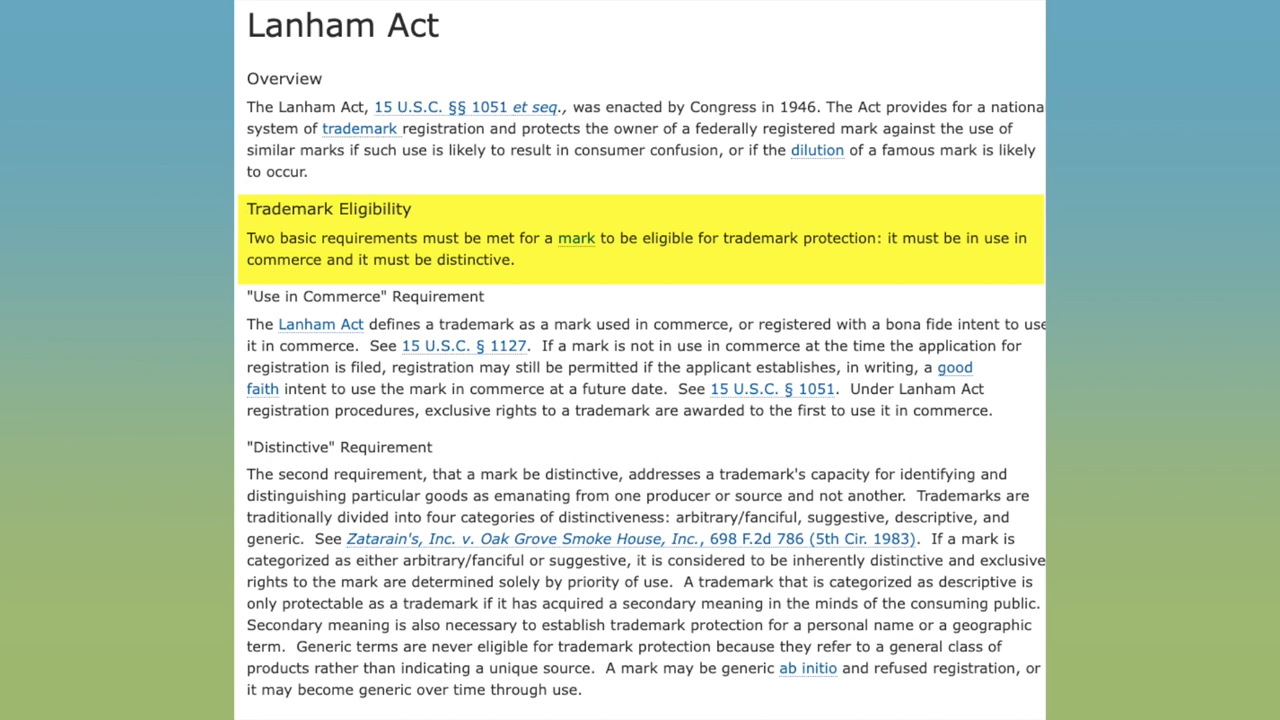 Lanham Act
Overview
The Lanham Act, 15 U.S.C. §§ 1051 et seq., was enacted by Congress in 1946. The Act provides for a nationa
system of trademark registration and protects the owner of a federally registered mark against the use of
similar marks if such use is likely to result in consumer confusion, or if the dilution of a famous mark is likely
to occur.
Trademark Eligibility
Two basic requirements must be met for a mark to be eligible for trademark protection: it must be in use in
commerce and it must be distinctive.
"Use in Commerce" Requirement
The Lanham Act defines a trademark as a mark used in commerce, or registered with a bona fide intent to use
it in commerce.  See 15 U.S.C. § 1127.  If a mark is not in use in commerce at the time the application for
registration is filed, registration may still be permitted if the applicant establishes, in writing, a good
faith intent to use the mark in commerce at a future date.  See 15 U.S.C. § 1051.  Under Lanham Act
registration procedures, exclusive rights to a trademark are awarded to the first to use it in commerce.
"Distinctive" Requirement
The second requirement, that a mark be distinctive, addresses a trademark's capacity for identifying and
distinguishing particular goods as emanating from one producer or source and not another.  Trademarks are
traditionally divided into four categories of distinctiveness: arbitrary/fanciful, suggestive, descriptive, and
generic.  See Zatarain's, Inc. v. Oak Grove Smoke House, Inc., 698 F.2d 786 (5th Cir. 1983).  If a mark is
categorized as either arbitrary/fanciful or suggestive, it is considered to be inherently distinctive and exclusive
rights to the mark are determined solely by priority of use.  A trademark that is categorized as descriptive is
only protectable as a trademark if it has acquired a secondary meaning in the minds of the consuming public.
Secondary meaning is also necessary to establish trademark protection for a personal name or a geographic
term.  Generic terms are never eligible for trademark protection because they refer to a general class of
products rather than indicating a unique source.  A mark may be generic ab initio and refused registration, or
it may become generic over time through use.